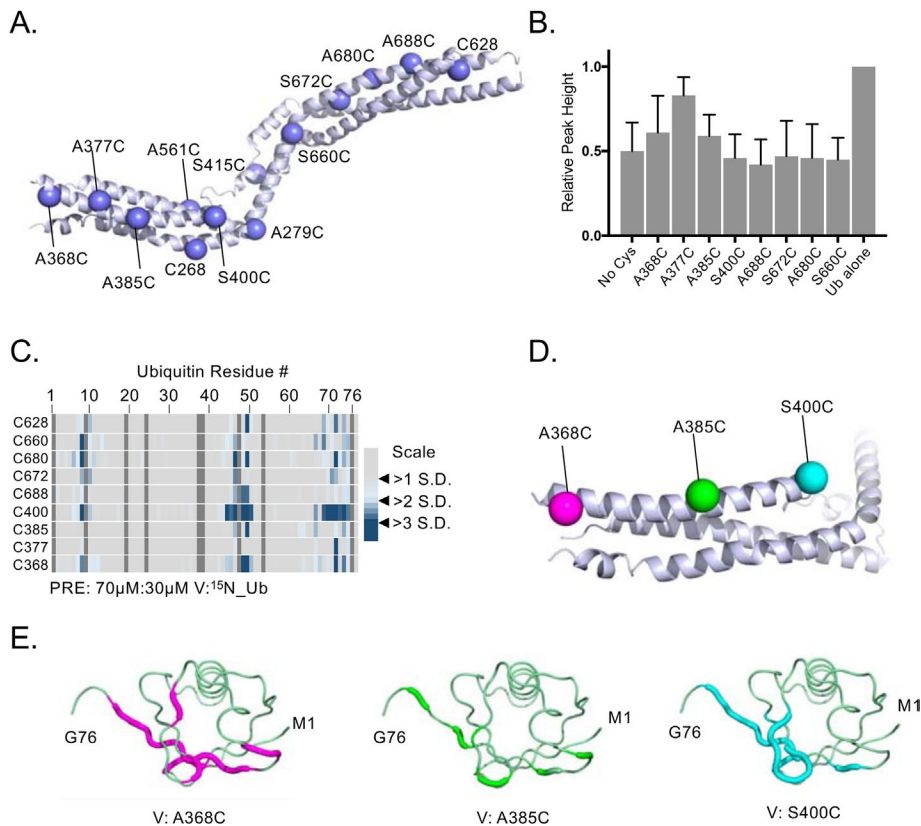 A.
A688C
A680C
C628
S672C
A377C
A561C
S415C
S660C
A368C
A385C
C268
S400C
A279C
B.
Relative Peak Height
1.0
0.5
0.0
No Cys
A368C
A377C
A385C
S400C
A688C
S672C
A680C
S660C
Ub alone
C.
Ubiquitin Residue #
1 10 20 30 40 50 60 70 76
C628
C660
C680
C672
C688
C400
C385
C377
C368
Scale
>1 S.D.
>2 S.D.
>3 S.D.
PRE: 70µM:30µM V:¹⁵N_Ub
D.
A368C
A385C
S400C
E.
G76
M1
V: A368C
G76
M1
V: A385C
G76
M1
V: S400C